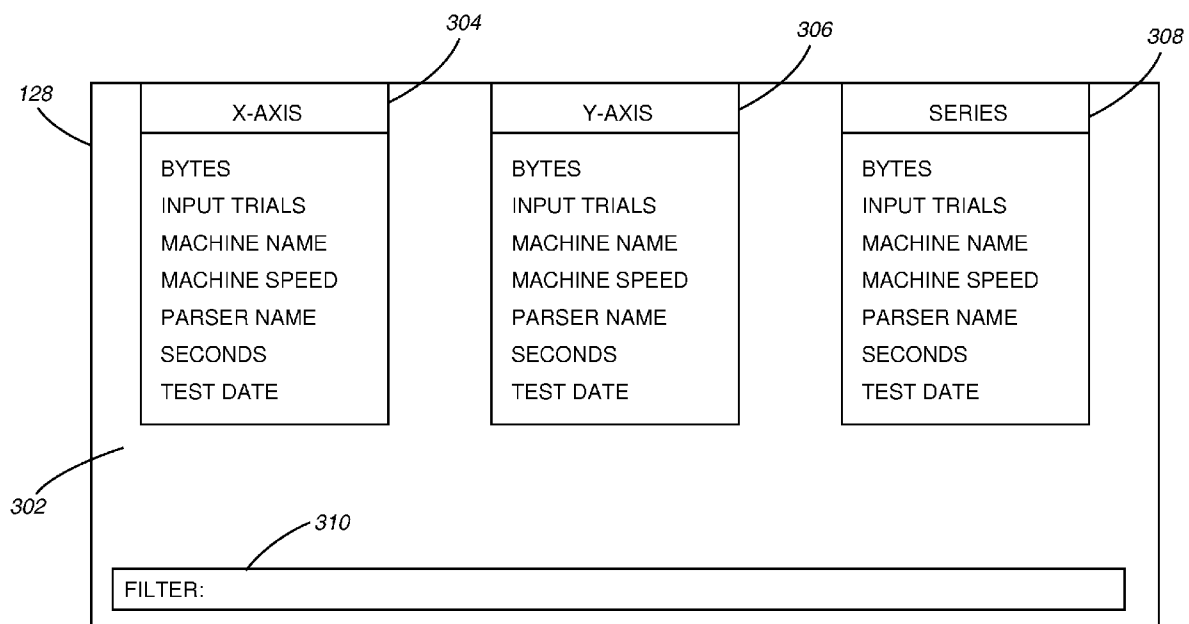 304
306
308
128
X-AXIS
Y-AXIS
SERIES
BYTES
INPUT TRIALS
MACHINE NAME
MACHINE SPEED
PARSER NAME
SECONDS
TEST DATE
BYTES
INPUT TRIALS
MACHINE NAME
MACHINE SPEED
PARSER NAME
SECONDS
TEST DATE
BYTES
INPUT TRIALS
MACHINE NAME
MACHINE SPEED
PARSER NAME
SECONDS
TEST DATE
302
310
FILTER: